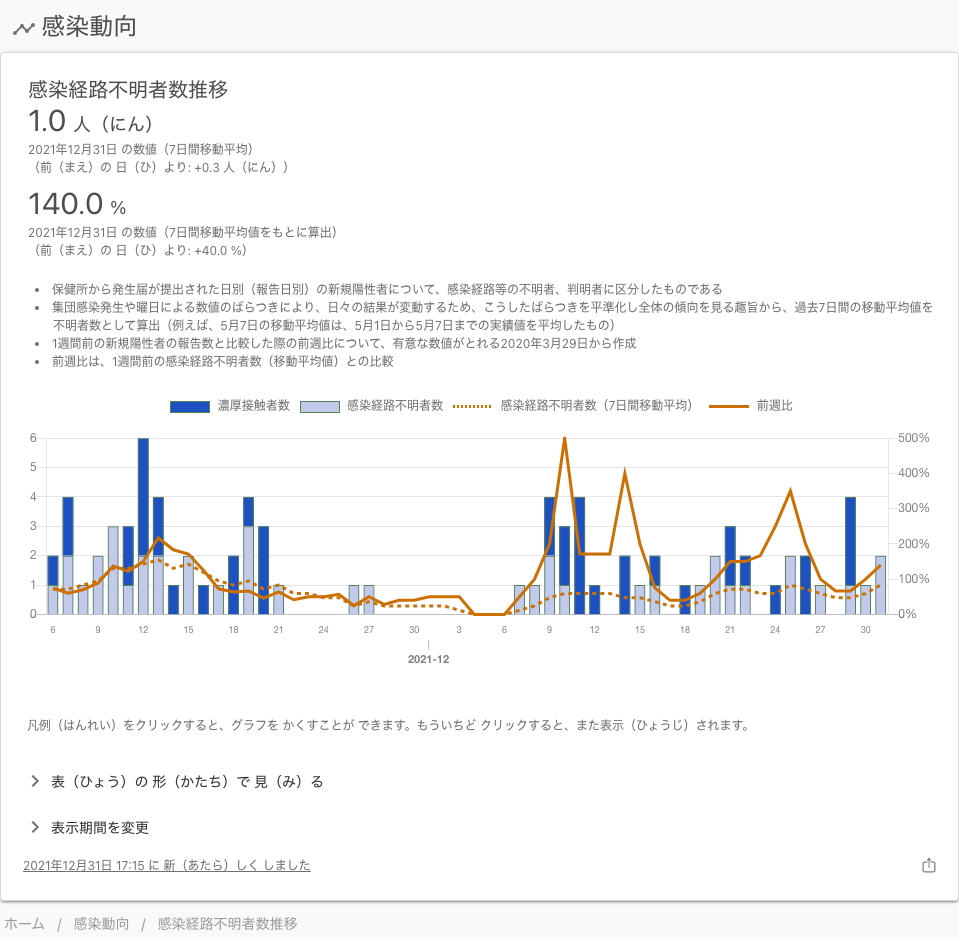 感染動向
感染経路不明者数推移
1.0 人（にん）
2021年12月31日 の数値（7日間移動平均）
（前（まえ）の 日（ひ）より: +0.3 人（にん））
140.0 %
2021年12月31日 の数値（7日間移動平均値をもとに算出）
（前（まえ）の 日（ひ）より: +40.0 %）
• 保健所から発生届が提出された日別（報告日別）の新規陽性者について、感染経路等の不明者、判明者に区分したものである
• 集団感染発生や曜日による数値のばらつきにより、日々の結果が変動するため、こうしたばらつきを平準化し全体の傾向を見る趣旨から、過去7日間の移動平均値を
不明者数として算出（例えば、5月7日の移動平均値は、5月1日から5月7日までの実績値を平均したもの）
• 1週間前の新規陽性者の報告数と比較した際の前週比について、有意な数値がとれる2020年3月29日から作成
• 前週比は、1週間前の感染経路不明者数（移動平均値）との比較
濃厚接触者数 感染経路不明者数 感染経路不明者数（7日間移動平均） 前週比
6 500%
5 400%
4 300%
3 200%
2 100%
1 0%
0
6 9 12 15 18 21 24 27 30 3 6 9 12 15 18 21 24 27 30
2021-12
凡例（はんれい）をクリックすると、グラフを かくすことが できます。もういちど クリックすると、また表示（ひょうじ）されます。
表（ひょう）の 形（かたち）で 見（み）る
表示期間を変更
2021年12月31日 17:15 に 新（あたら）しく しました
ホーム / 感染動向 / 感染経路不明者数推移